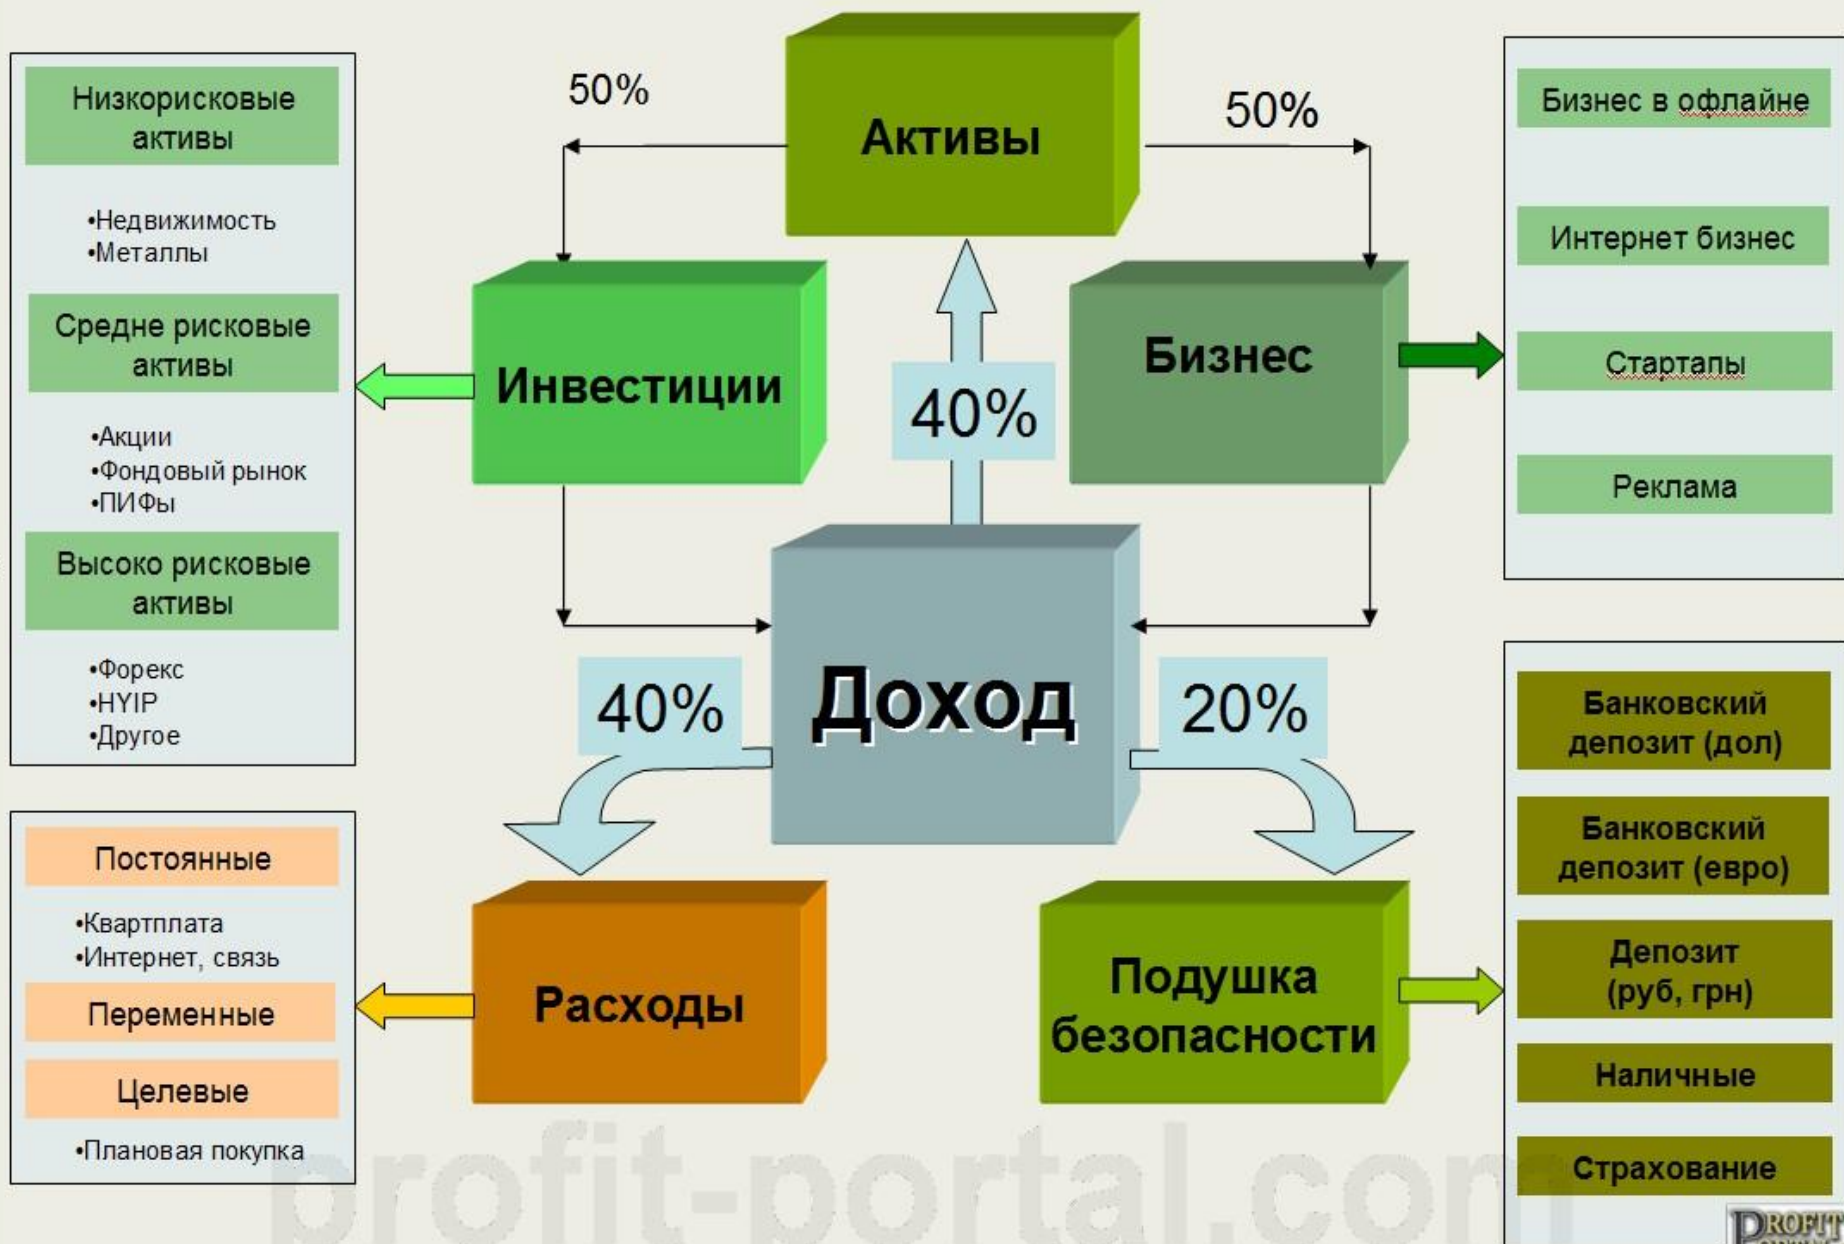 Низкорисковые
активы
•Недвижимость
•Металлы
Средне рисковые
активы
•Акции
•Фондовый рынок
•ПИФы
Высоко рисковые
активы
•Форекс
•HYIP
•Другое
50%
Активы
50%
Инвестиции
40%
Бизнес
Бизнес в офлайне
Интернет бизнес
Стартапы
Реклама
40%
Доход
20%
Постоянные
•Квартплата
•Интернет, связь
Переменные
Целевые
•Плановая покупка
Расходы
Подушка
безопасности
Банковский
депозит (дол)
Банковский
депозит (евро)
Депозит
(руб, грн)
Наличные
Страхование
profit-portal.com
PROFIT